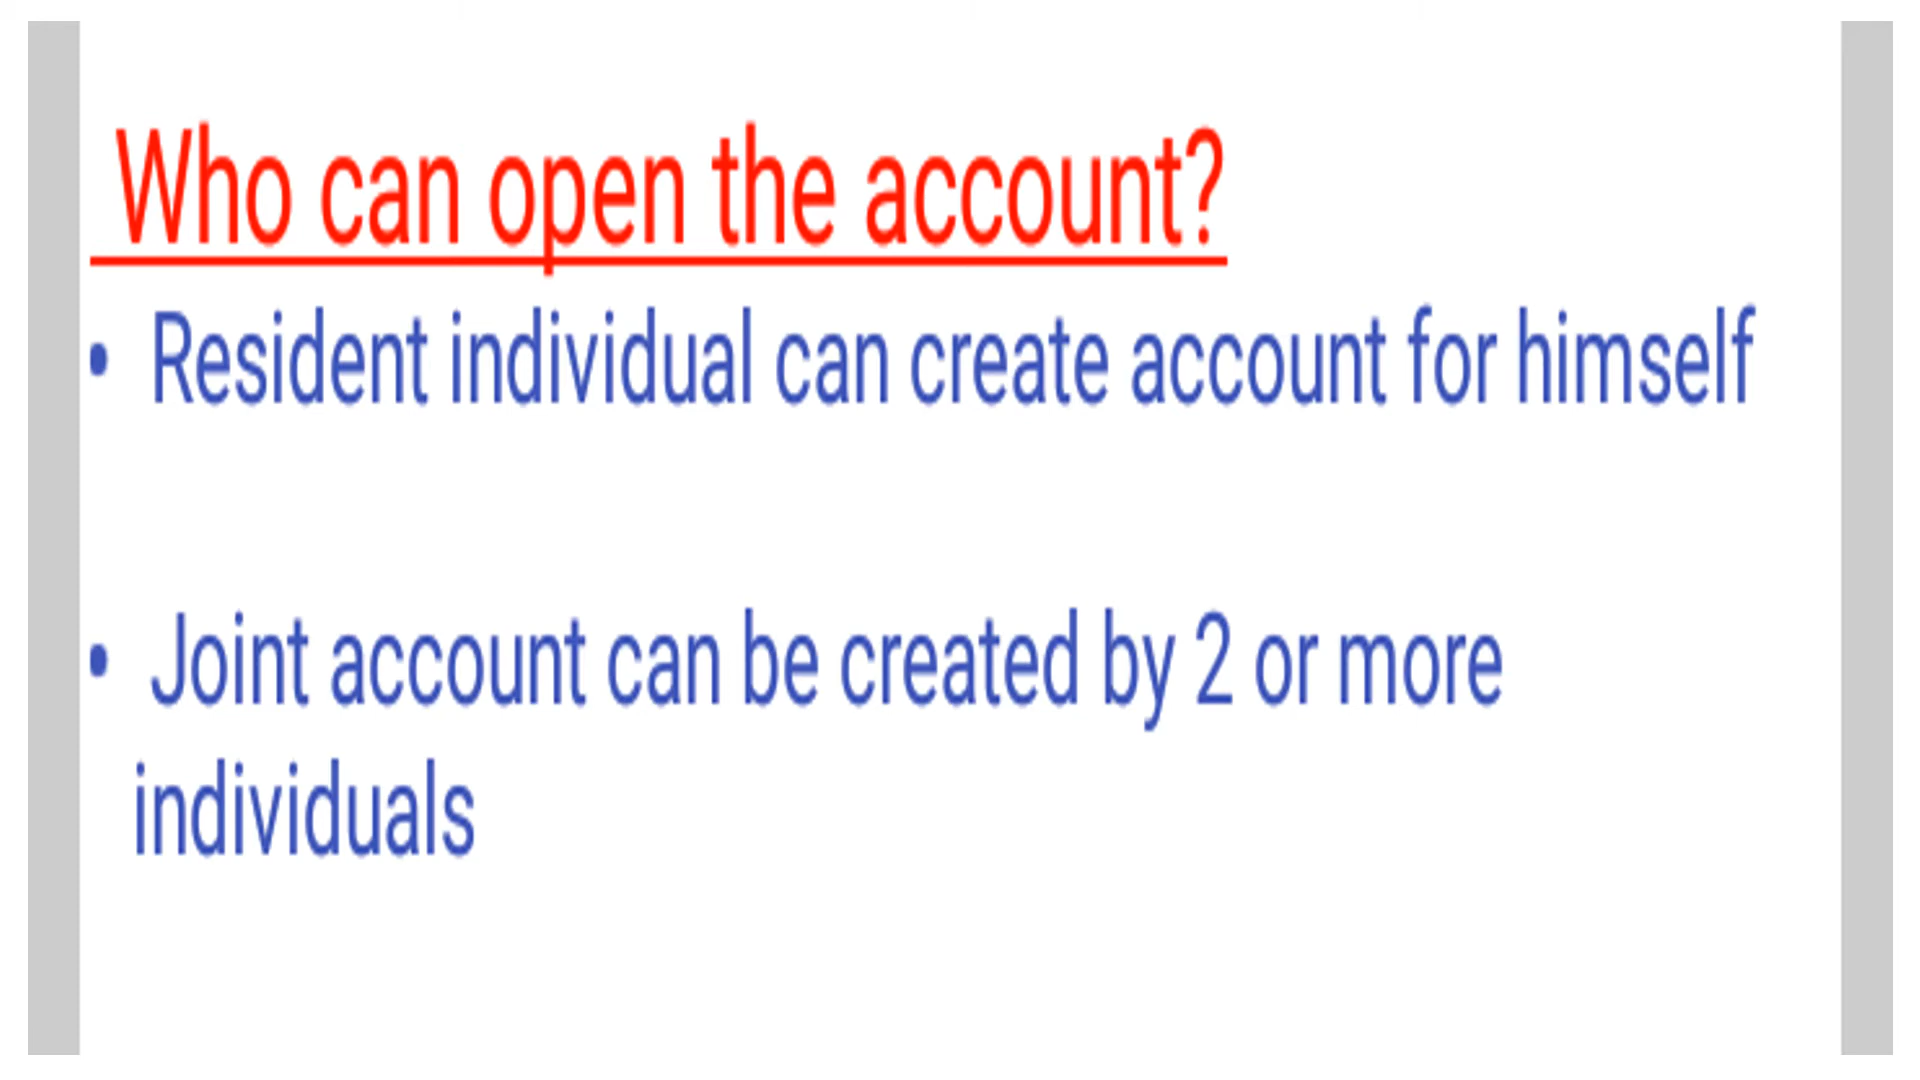 Who can open the account?
• Resident individual can create account for himself
• Joint account can be created by 2 or more
individuals